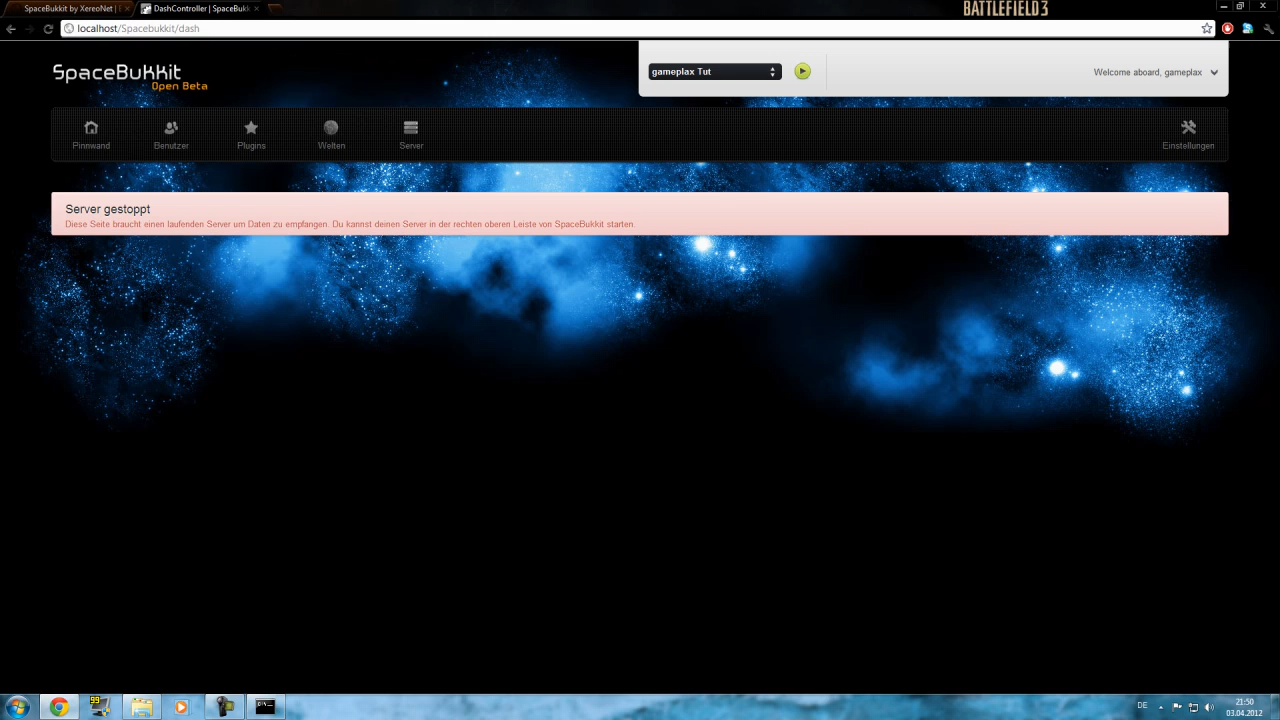 SpaceBukkit by XereoNet |
DashController | SpaceBukk
BATTLEFIELD 3
localhost/Spacebukkit/dash
SpaceBukkit
Open Beta
gameplax Tut
Welcome aboard, gameplax
Pinnwand
Benutzer
Plugins
Welten
Server
Einstellungen
Server gestoppt
Diese Seite braucht einen laufenden Server um Daten zu empfangen. Du kannst deinen Server in der rechten oberen Leiste von SpaceBukkit starten.
99
DE
21:50
03.04.2012